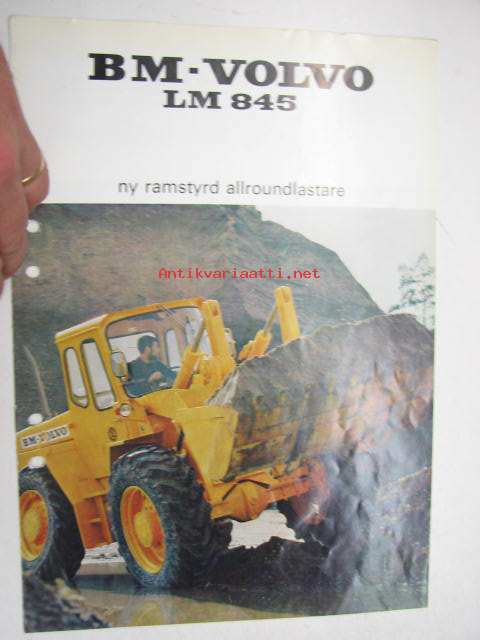 BM-VOLVO
LM 845
ny ramstyrd allroundlastare
Antikvariaatti.net
BM-VOLVO